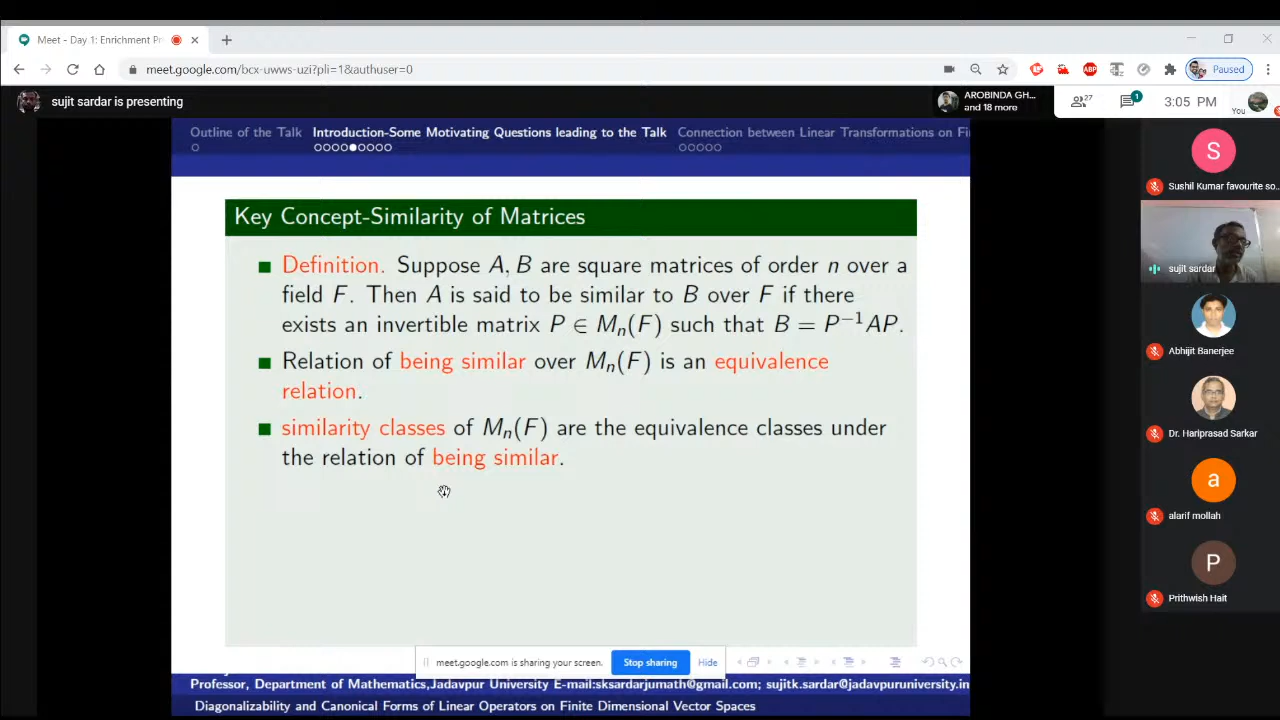 Meet - Day 1: Enrichment Pr
meet.google.com/bcx-uwws-uzi?pli=1&authuser=0
ABP
Paused
sujit sardar is presenting
AROBINDA GH...
and 18 more
27
1
3:05 PM
You
Outline of the Talk Introduction-Some Motivating Questions leading to the Talk Connection between Linear Transformations on Fi
Key Concept-Similarity of Matrices
Definition. Suppose A, B are square matrices of order n over a
field F. Then A is said to be similar to B over F if there
exists an invertible matrix P ∈ Mₙ(F) such that B = P⁻¹AP.
Relation of being similar over Mₙ(F) is an equivalence
relation.
similarity classes of Mₙ(F) are the equivalence classes under
the relation of being similar.
S
Sushil Kumar favourite so...
sujit sardar
Abhijit Banerjee
Dr. Hariprasad Sarkar
a
alarif mollah
P
Prithwish Hait
meet.google.com is sharing your screen. Stop sharing Hide
Professor, Department of Mathematics,Jadavpur University E-mail:sksardarjumath@gmail.com; sujitk.sardar@jadavpuruniversity.in
Diagonalizability and Canonical Forms of Linear Operators on Finite Dimensional Vector Spaces